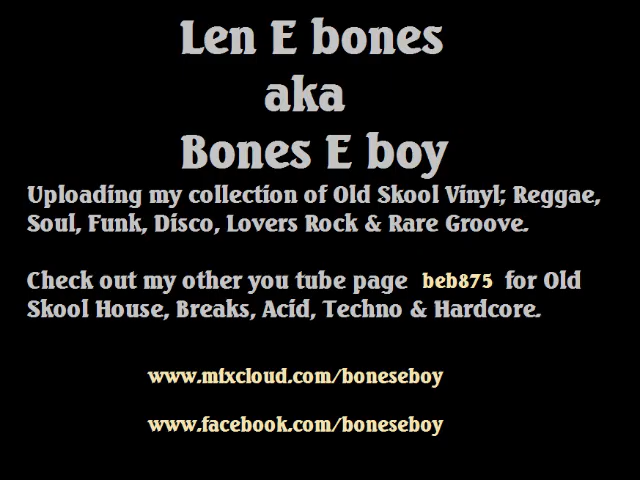 Len E bones
aka
Bones E boy
Uploading my collection of Old Skool Vinyl; Reggae,
Soul, Funk, Disco, Lovers Rock & Rare Groove.
Check out my other you tube page beb875 for Old
Skool House, Breaks, Acid, Techno & Hardcore.
www.mixcloud.com/boneseboy
www.facebook.com/boneseboy